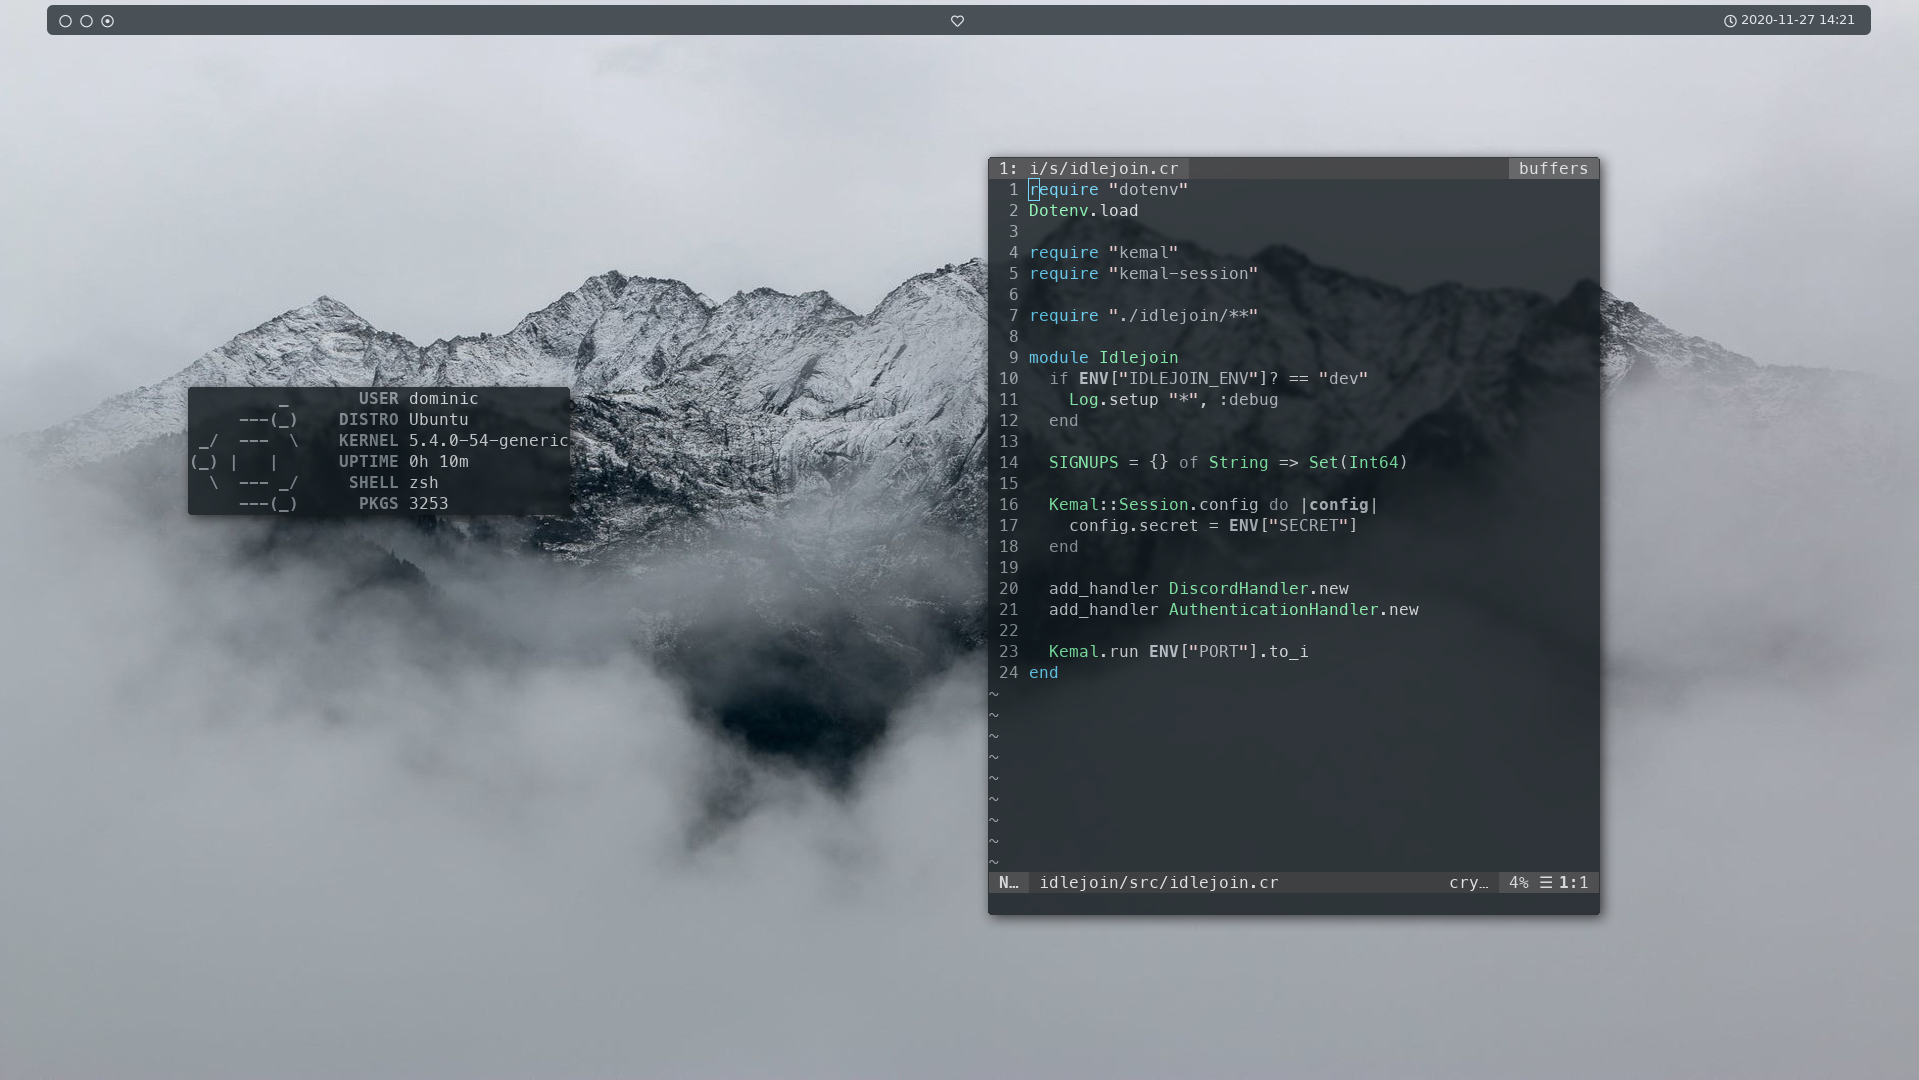 2020-11-27 14:21
USER dominic
DISTRO Ubuntu
KERNEL 5.4.0-54-generic
UPTIME 0h 10m
SHELL zsh
PKGS 3253
1: i/s/idlejoin.cr buffers
1 require "dotenv"
2 Dotenv.load
3
4 require "kemal"
5 require "kemal-session"
6
7 require "./idlejoin/**"
8
9 module Idlejoin
10   if ENV["IDLEJOIN_ENV"]? == "dev"
11     Log.setup "*", :debug
12   end
13
14   SIGNUPS = {} of String => Set(Int64)
15
16   Kemal::Session.config do |config|
17     config.secret = ENV["SECRET"]
18   end
19
20   add_handler DiscordHandler.new
21   add_handler AuthenticationHandler.new
22
23   Kemal.run ENV["PORT"].to_i
24 end
~
~
~
~
~
~
~
~
~
N… idlejoin/src/idlejoin.cr cry… 4% ☰ 1:1